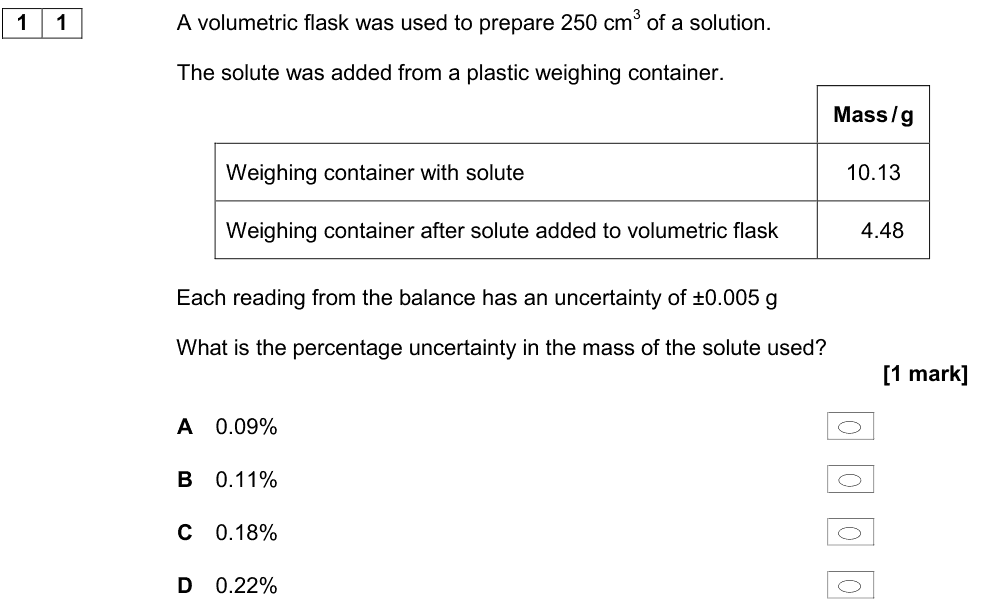 1 1 A volumetric flask was used to prepare 250 cm³ of a solution.
The solute was added from a plastic weighing container.
Mass / g
Weighing container with solute 10.13
Weighing container after solute added to volumetric flask 4.48
Each reading from the balance has an uncertainty of ±0.005 g
What is the percentage uncertainty in the mass of the solute used?
[1 mark]
A 0.09%
B 0.11%
C 0.18%
D 0.22%